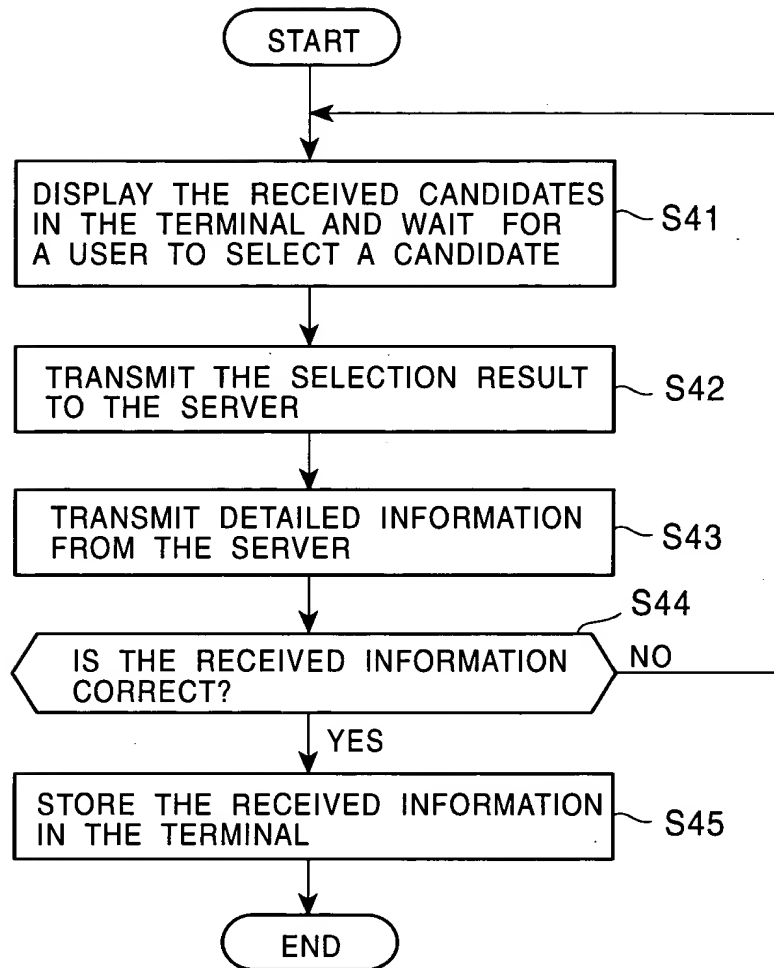 START
DISPLAY THE RECEIVED CANDIDATES
IN THE TERMINAL AND WAIT FOR
A USER TO SELECT A CANDIDATE
S41
TRANSMIT THE SELECTION RESULT
TO THE SERVER
S42
TRANSMIT DETAILED INFORMATION
FROM THE SERVER
S43
S44
IS THE RECEIVED INFORMATION
CORRECT?
NO
YES
STORE THE RECEIVED INFORMATION
IN THE TERMINAL
S45
END